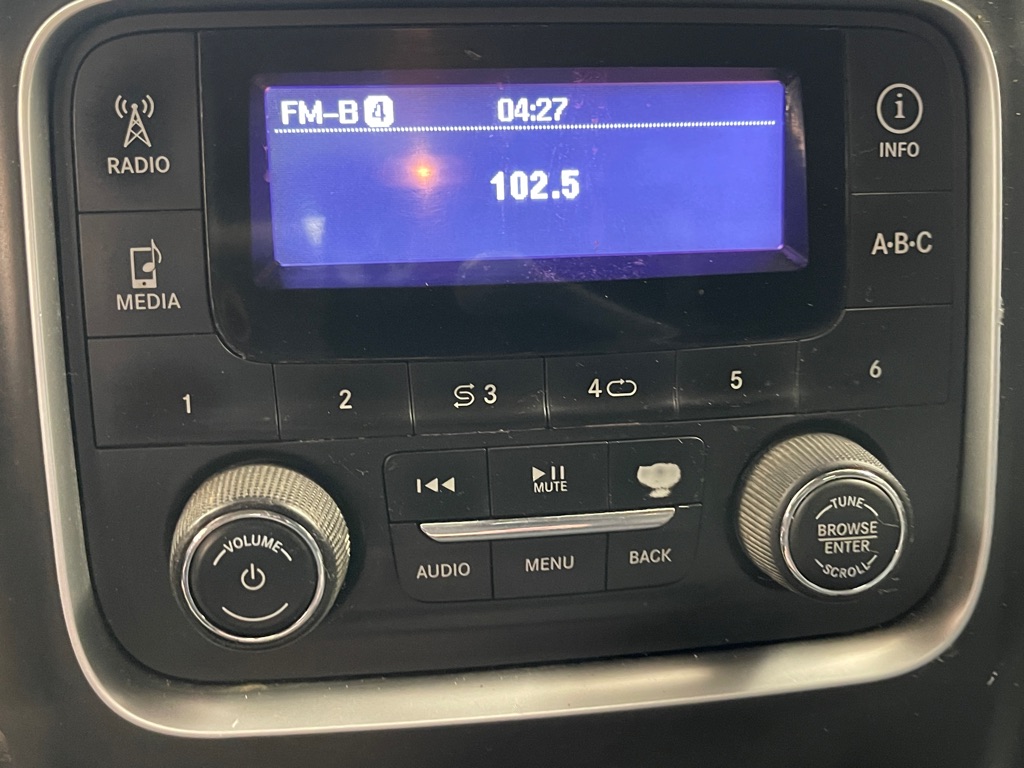 FM-B 4 04:27
102.5
RADIO
MEDIA
i
INFO
A·B·C
1
2
3
4
5
6
MUTE
AUDIO
MENU
BACK
VOLUME
TUNE
BROWSE
ENTER
SCROLL